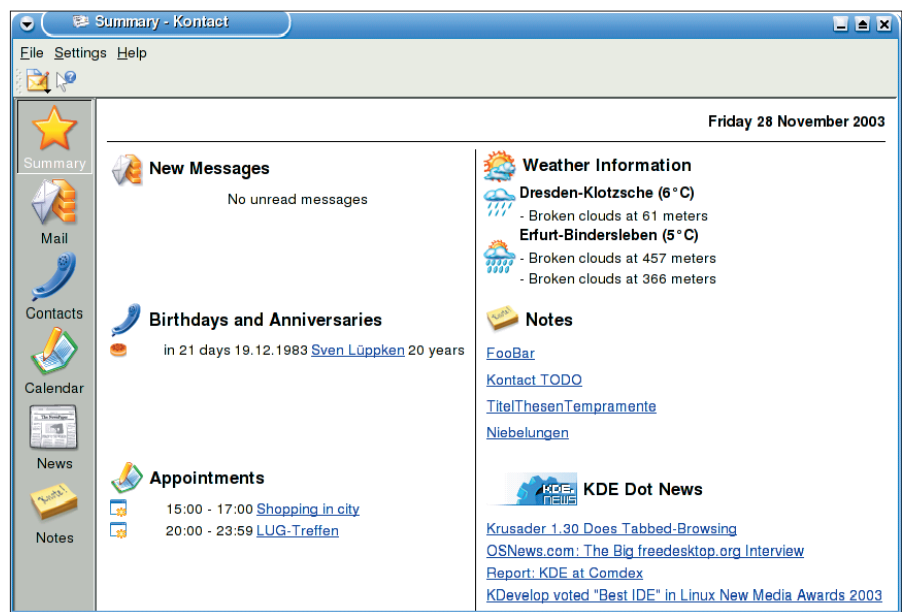 Summary - Kontact
File Settings Help
Summary
Mail
Contacts
Calendar
News
Notes
Friday 28 November 2003
New Messages
No unread messages
Birthdays and Anniversaries
in 21 days 19.12.1983 Sven Lüppken 20 years
Appointments
15:00 - 17:00 Shopping in city
20:00 - 23:59 LUG-Treffen
Weather Information
Dresden-Klotzsche (6°C)
- Broken clouds at 61 meters
Erfurt-Bindersleben (5°C)
- Broken clouds at 457 meters
- Broken clouds at 366 meters
Notes
FooBar
Kontact TODO
TitelThesenTempramente
Niebelungen
KDE.
NEWS
KDE Dot News
Krusader 1.30 Does Tabbed-Browsing
OSNews.com: The Big freedesktop.org Interview
Report: KDE at Comdex
KDevelop voted "Best IDE" in Linux New Media Awards 2003